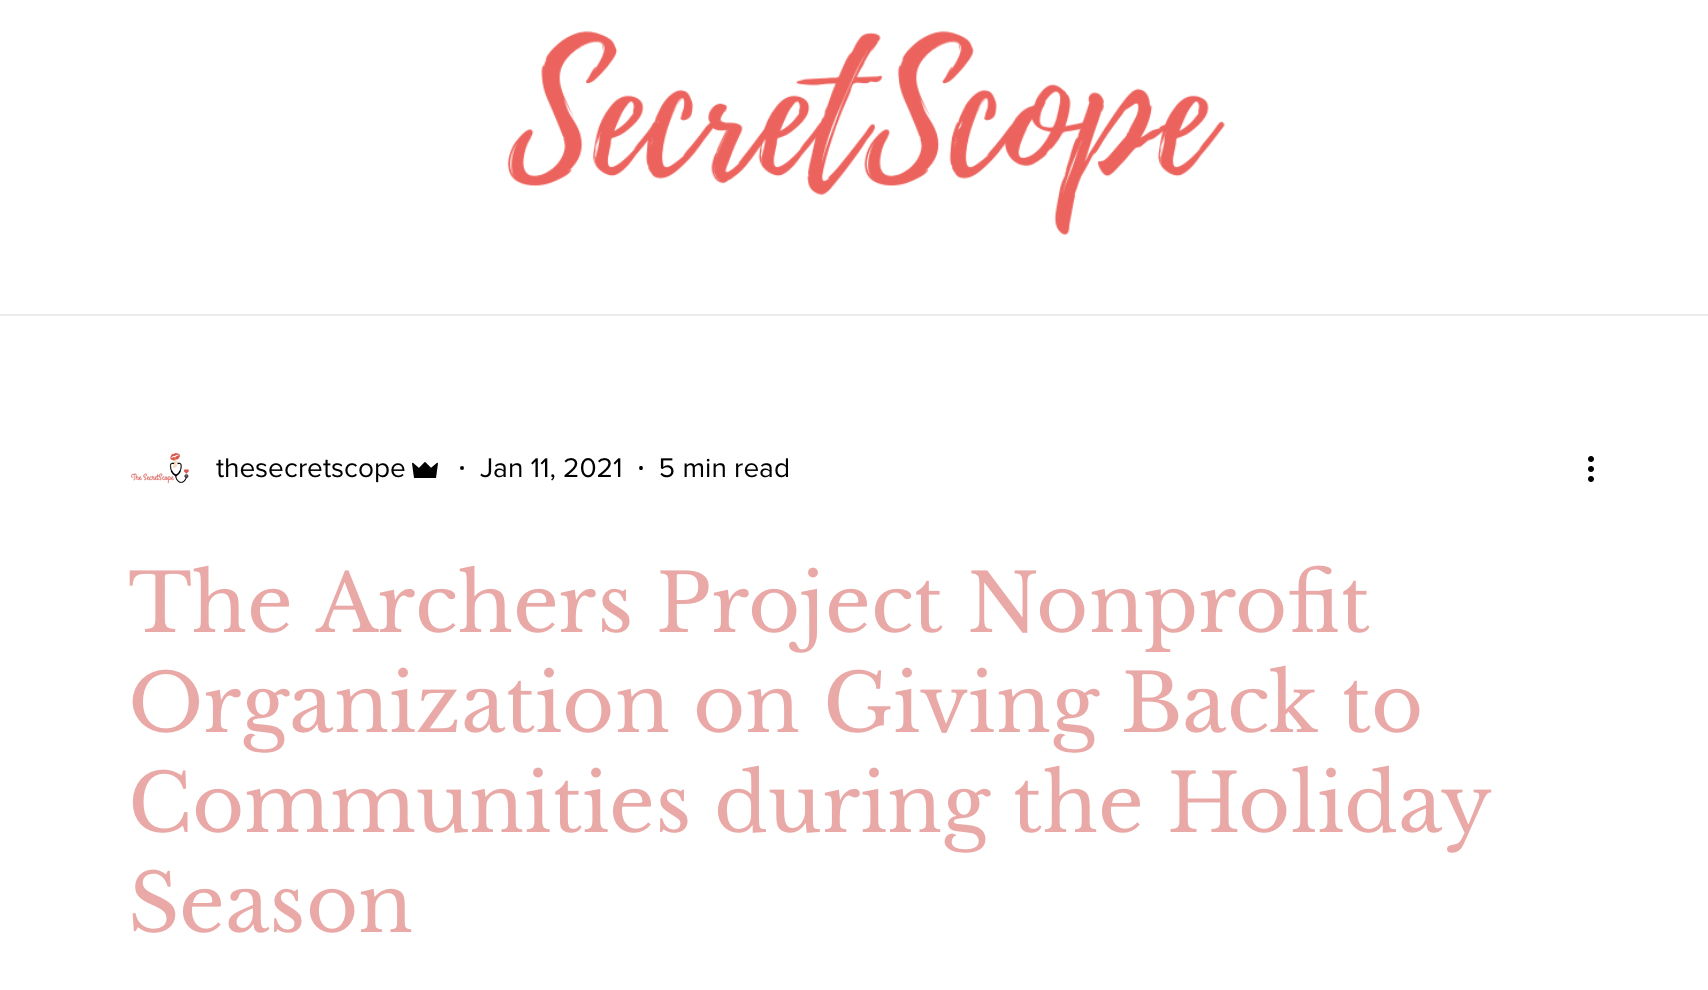 SecretScope
The SecretScope
thesecretscope · Jan 11, 2021 · 5 min read
The Archers Project Nonprofit
Organization on Giving Back to
Communities during the Holiday
Season